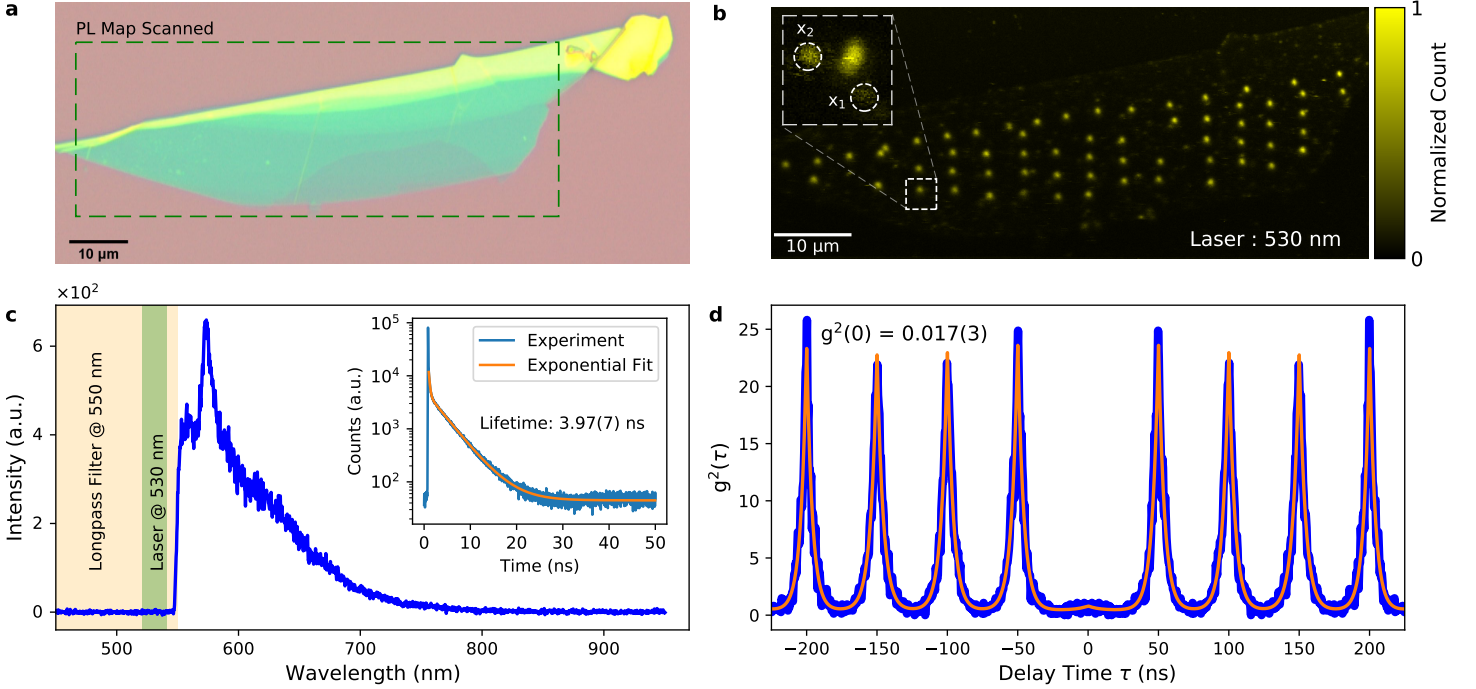 a
PL Map Scanned
10 μm
b
x₂
x₁
10 μm
Laser : 530 nm
1
0
Normalized Count
c
×10²
6
4
2
0
Intensity (a.u.)
Longpass Filter @ 550 nm
Laser @ 530 nm
500 600 700 800 900
Wavelength (nm)
10⁵
10⁴
10³
10²
Counts (a.u.)
Experiment
Exponential Fit
Lifetime: 3.97(7) ns
0 10 20 30 40 50
Time (ns)
d
g²(0) = 0.017(3)
25
20
15
10
5
0
g²(τ)
−200 −150 −100 −50 0 50 100 150 200
Delay Time τ (ns)